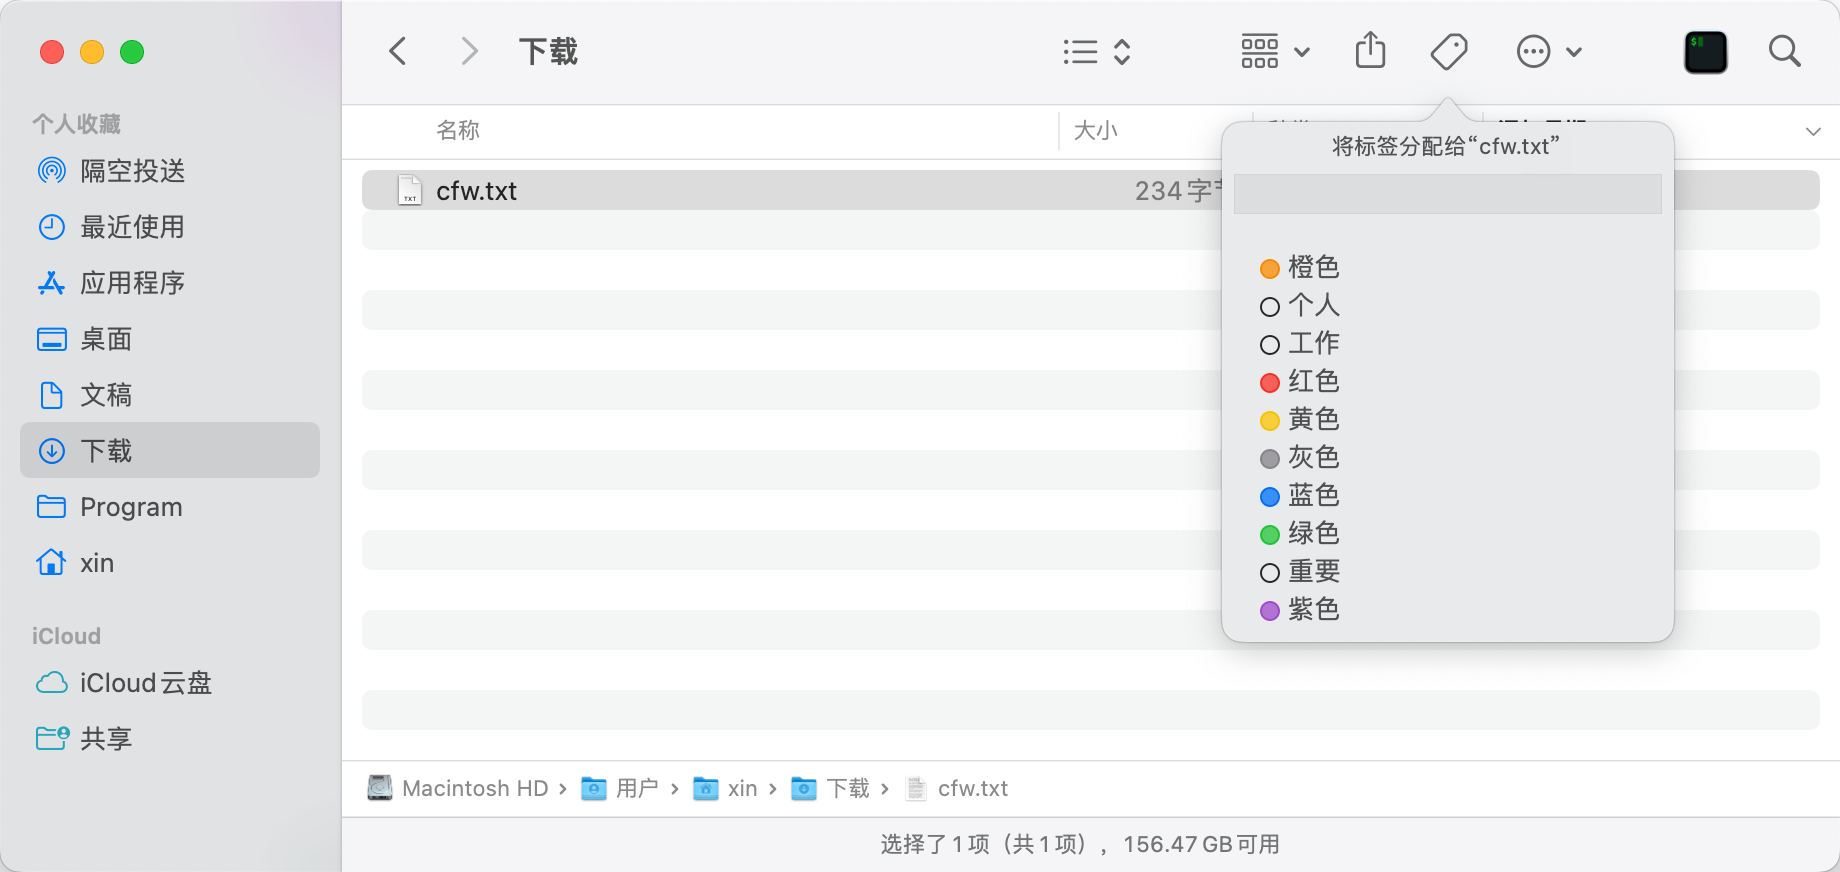 下载
个人收藏
隔空投送
最近使用
应用程序
桌面
文稿
下载
Program
xin
iCloud
iCloud云盘
共享
名称
大小
cfw.txt
234 字
将标签分配给“cfw.txt”
橙色
个人
工作
红色
黄色
灰色
蓝色
绿色
重要
紫色
Macintosh HD › 用户 › xin › 下载 › cfw.txt
选择了1项（共1项），156.47 GB可用